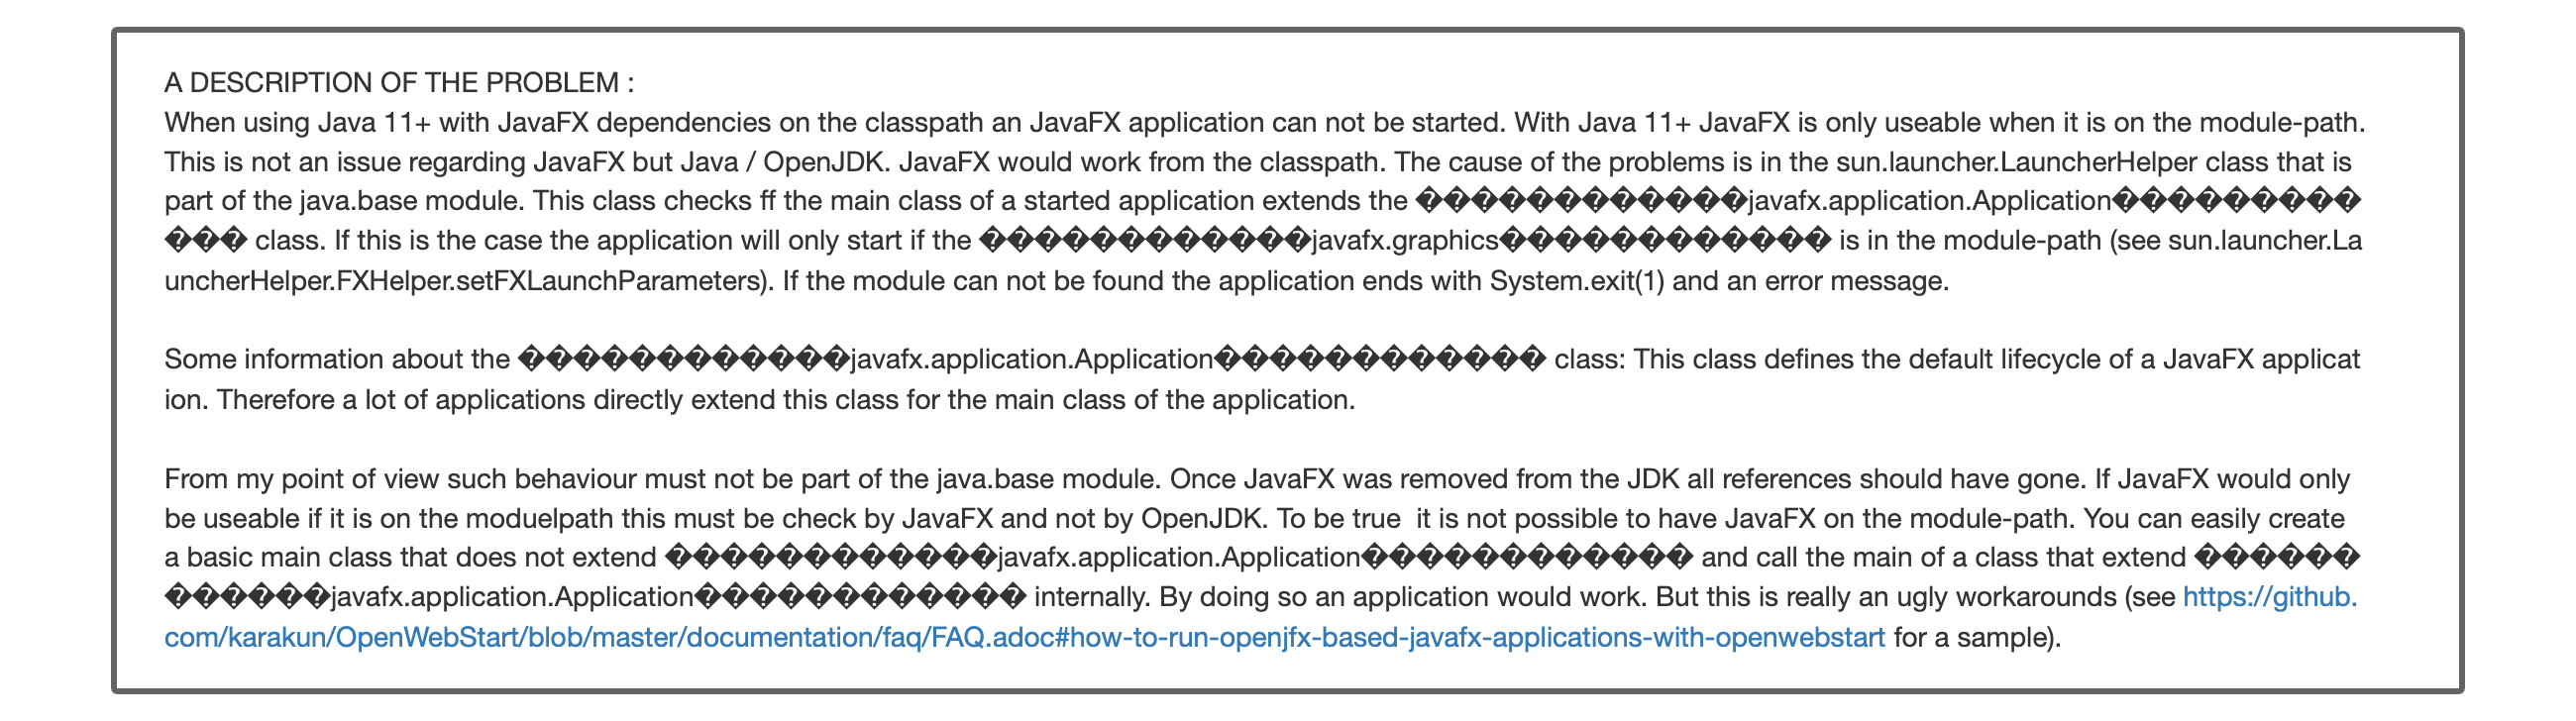 A DESCRIPTION OF THE PROBLEM :
When using Java 11+ with JavaFX dependencies on the classpath an JavaFX application can not be started. With Java 11+ JavaFX is only useable when it is on the module-path.
This is not an issue regarding JavaFX but Java / OpenJDK. JavaFX would work from the classpath. The cause of the problems is in the sun.launcher.LauncherHelper class that is
part of the java.base module. This class checks ff the main class of a started application extends the ������������javafx.application.Application���������
��� class. If this is the case the application will only start if the ������������javafx.graphics������������ is in the module-path (see sun.launcher.La
uncherHelper.FXHelper.setFXLaunchParameters). If the module can not be found the application ends with System.exit(1) and an error message.
Some information about the ������������javafx.application.Application������������ class: This class defines the default lifecycle of a JavaFX applicat
ion. Therefore a lot of applications directly extend this class for the main class of the application.
From my point of view such behaviour must not be part of the java.base module. Once JavaFX was removed from the JDK all references should have gone. If JavaFX would only
be useable if it is on the moduelpath this must be check by JavaFX and not by OpenJDK. To be true  it is not possible to have JavaFX on the module-path. You can easily create
a basic main class that does not extend ������������javafx.application.Application������������ and call the main of a class that extend ������
������javafx.application.Application������������ internally. By doing so an application would work. But this is really an ugly workarounds (see https://github.
com/karakun/OpenWebStart/blob/master/documentation/faq/FAQ.adoc#how-to-run-openjfx-based-javafx-applications-with-openwebstart for a sample).